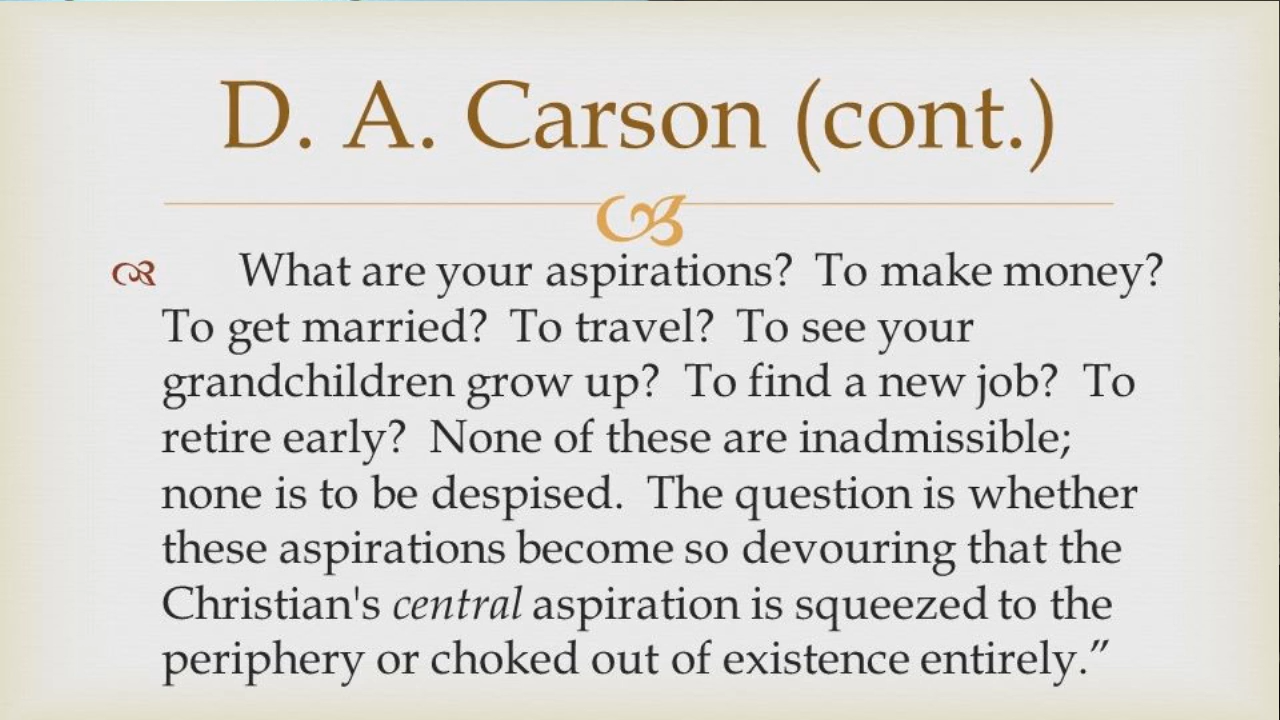 D. A. Carson (cont.)
What are your aspirations?  To make money?
To get married?  To travel?  To see your
grandchildren grow up?  To find a new job?  To
retire early?  None of these are inadmissible;
none is to be despised.  The question is whether
these aspirations become so devouring that the
Christian's central aspiration is squeezed to the
periphery or choked out of existence entirely.”